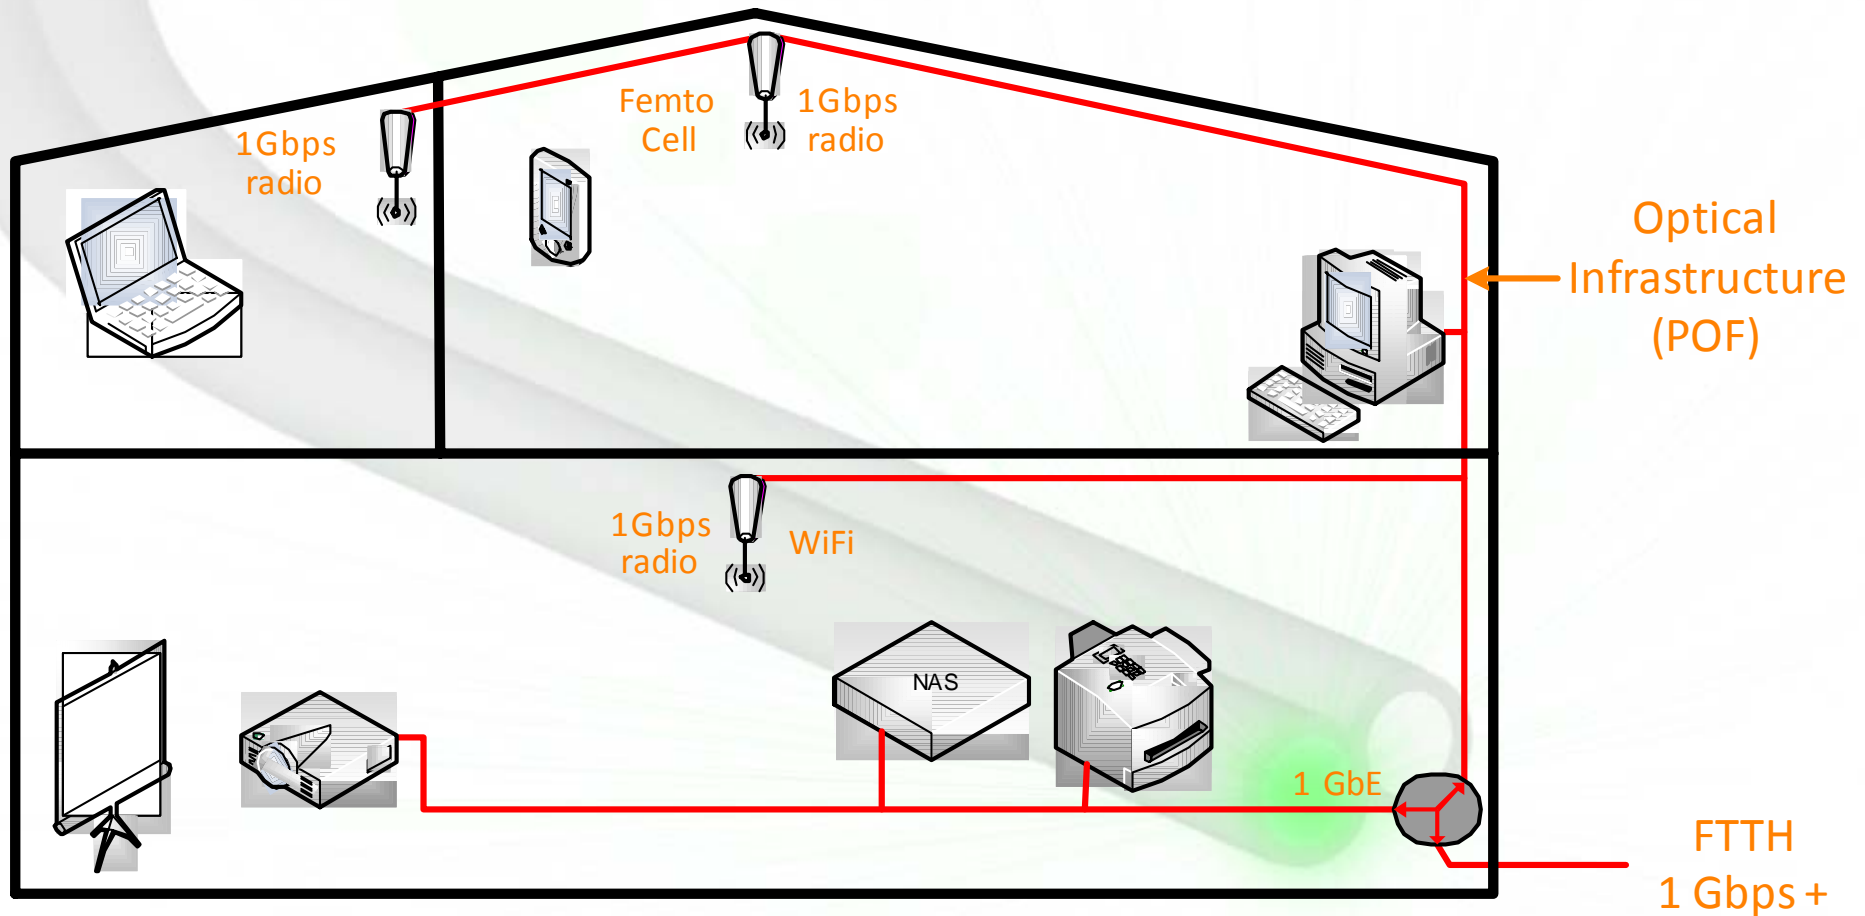 Femto
Cell
1Gbps
radio
1Gbps
radio
Optical
Infrastructure
(POF)
1Gbps
radio
WiFi
NAS
1 GbE
FTTH
1 Gbps +